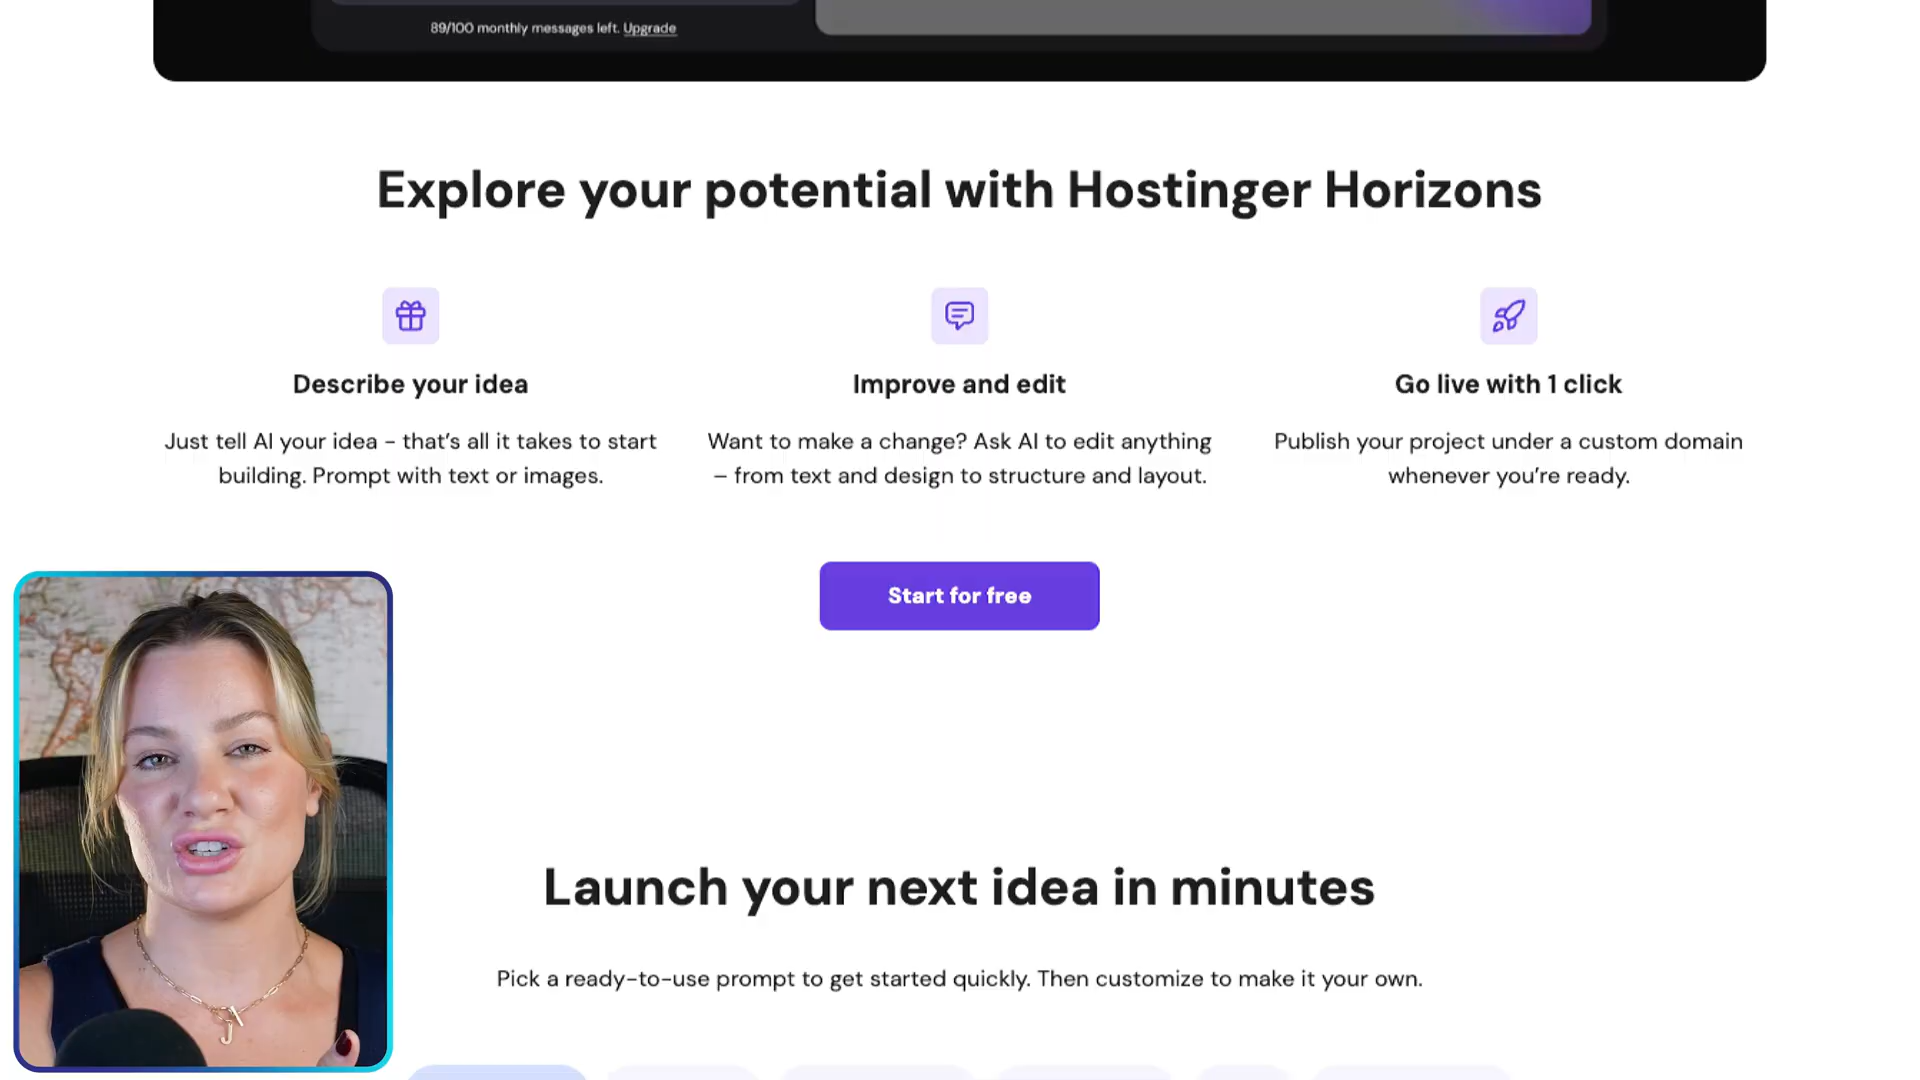 89/100 monthly messages left. Upgrade
Explore your potential with Hostinger Horizons
Describe your idea
Just tell AI your idea – that's all it takes to start
building. Prompt with text or images.
Improve and edit
Want to make a change? Ask AI to edit anything
– from text and design to structure and layout.
Go live with 1 click
Publish your project under a custom domain
whenever you're ready.
Start for free
Launch your next idea in minutes
Pick a ready-to-use prompt to get started quickly. Then customize to make it your own.
J